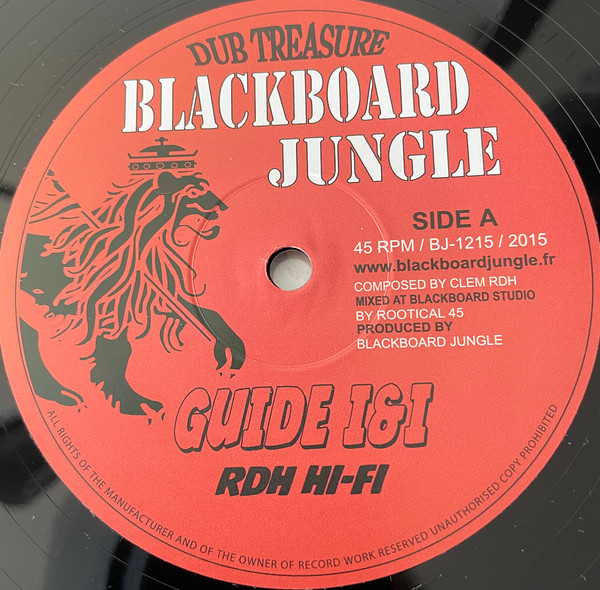 DUB TREASURE
BLACKBOARD
JUNGLE
SIDE A
45 RPM / BJ-1215 / 2015
www.blackboardjungle.fr
COMPOSED BY CLEM RDH
MIXED AT BLACKBOARD STUDIO
BY ROOTICAL 45
PRODUCED BY
BLACKBOARD JUNGLE
GUIDE I&I
RDH HI-FI
ALL RIGHTS OF THE MANUFACTURER AND OF THE OWNER OF RECORD WORK RESERVED UNAUTHORISED COPY PROHIBITED